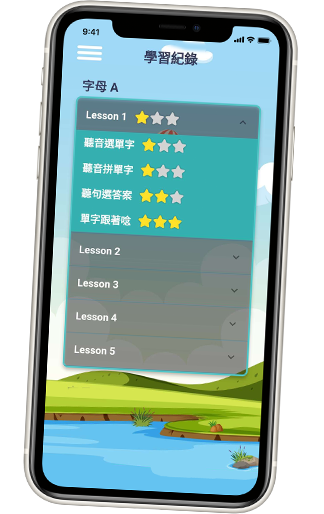 9:41
學習紀錄
字母 A
Lesson 1
聽音選單字
聽音拼單字
聽句選答案
單字跟著唸
Lesson 2
Lesson 3
Lesson 4
Lesson 5